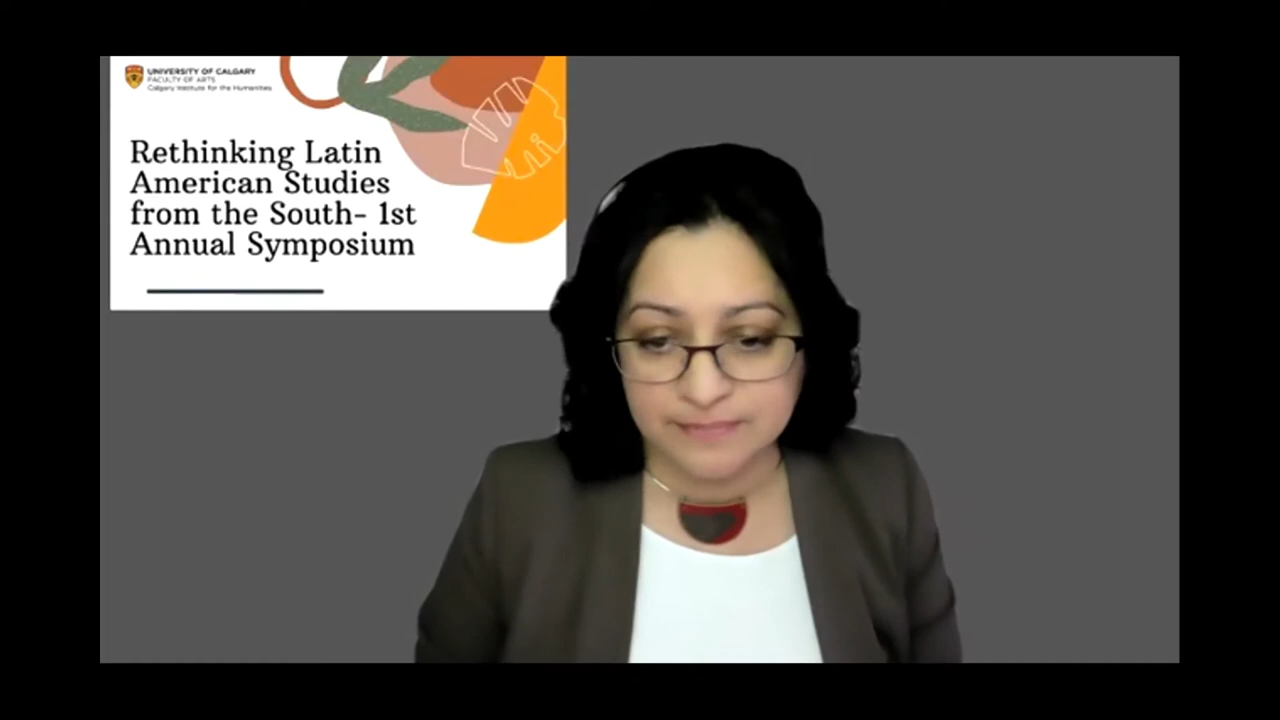 UNIVERSITY OF CALGARY
FACULTY OF ARTS
Calgary Institute for the Humanities
Rethinking Latin
American Studies
from the South- 1st
Annual Symposium